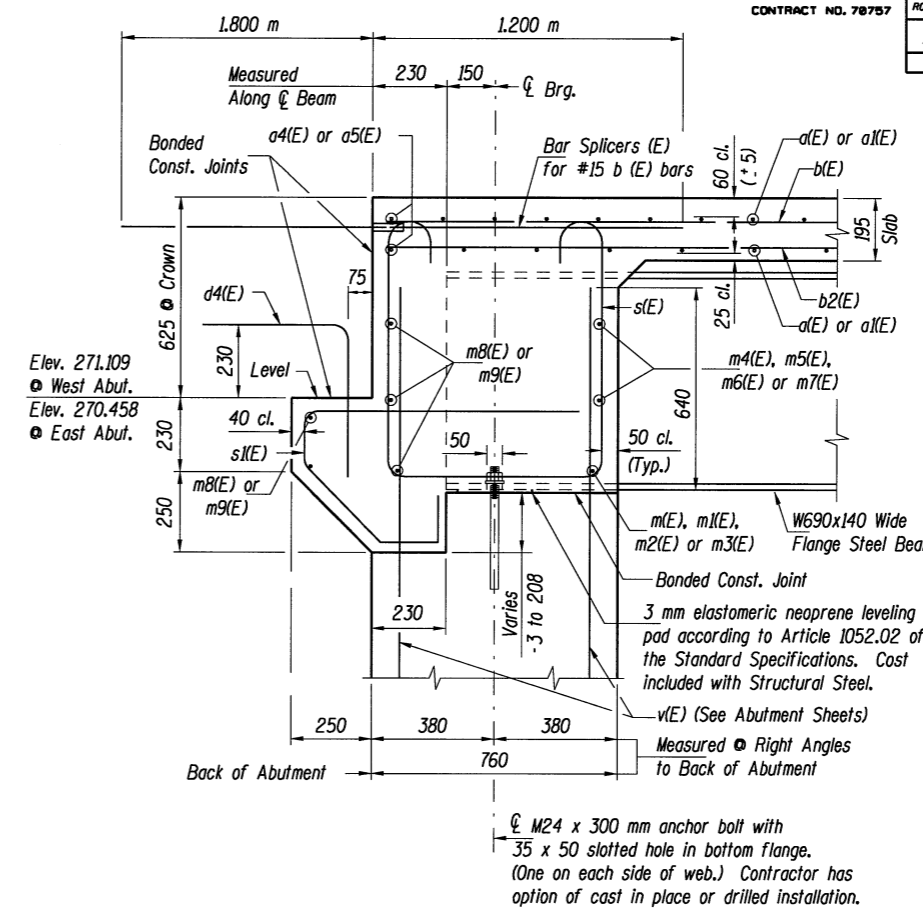 CONTRACT NO. 70757
1.800 m
1.200 m
Measured
Along ℄ Beam
230
150
℄ Brg.
Bonded
Const. Joints
a4(E) or a5(E)
Bar Splicers (E)
for #15 b (E) bars
60 cl.
(± 5)
a(E) or a1(E)
b(E)
195
Slab
625 @ Crown
75
d4(E)
25 cl.
b2(E)
a(E) or a1(E)
s(E)
230
Level
m8(E) or
m9(E)
m4(E), m5(E),
m6(E) or m7(E)
640
Elev. 271.109
@ West Abut.
Elev. 270.458
@ East Abut.
40 cl.
230
s1(E)
50
50 cl.
(Typ.)
m8(E) or
m9(E)
250
m(E), m1(E),
m2(E) or m3(E)
W690x140 Wide
Flange Steel Bea
Bonded Const. Joint
230
Varies
-3 to 208
3 mm elastomeric neoprene leveling
pad according to Article 1052.02 of
the Standard Specifications. Cost
included with Structural Steel.
v(E) (See Abutment Sheets)
250
380
380
Back of Abutment
760
Measured @ Right Angles
to Back of Abutment
℄ M24 x 300 mm anchor bolt with
35 x 50 slotted hole in bottom flange.
(One on each side of web.) Contractor has
option of cast in place or drilled installation.